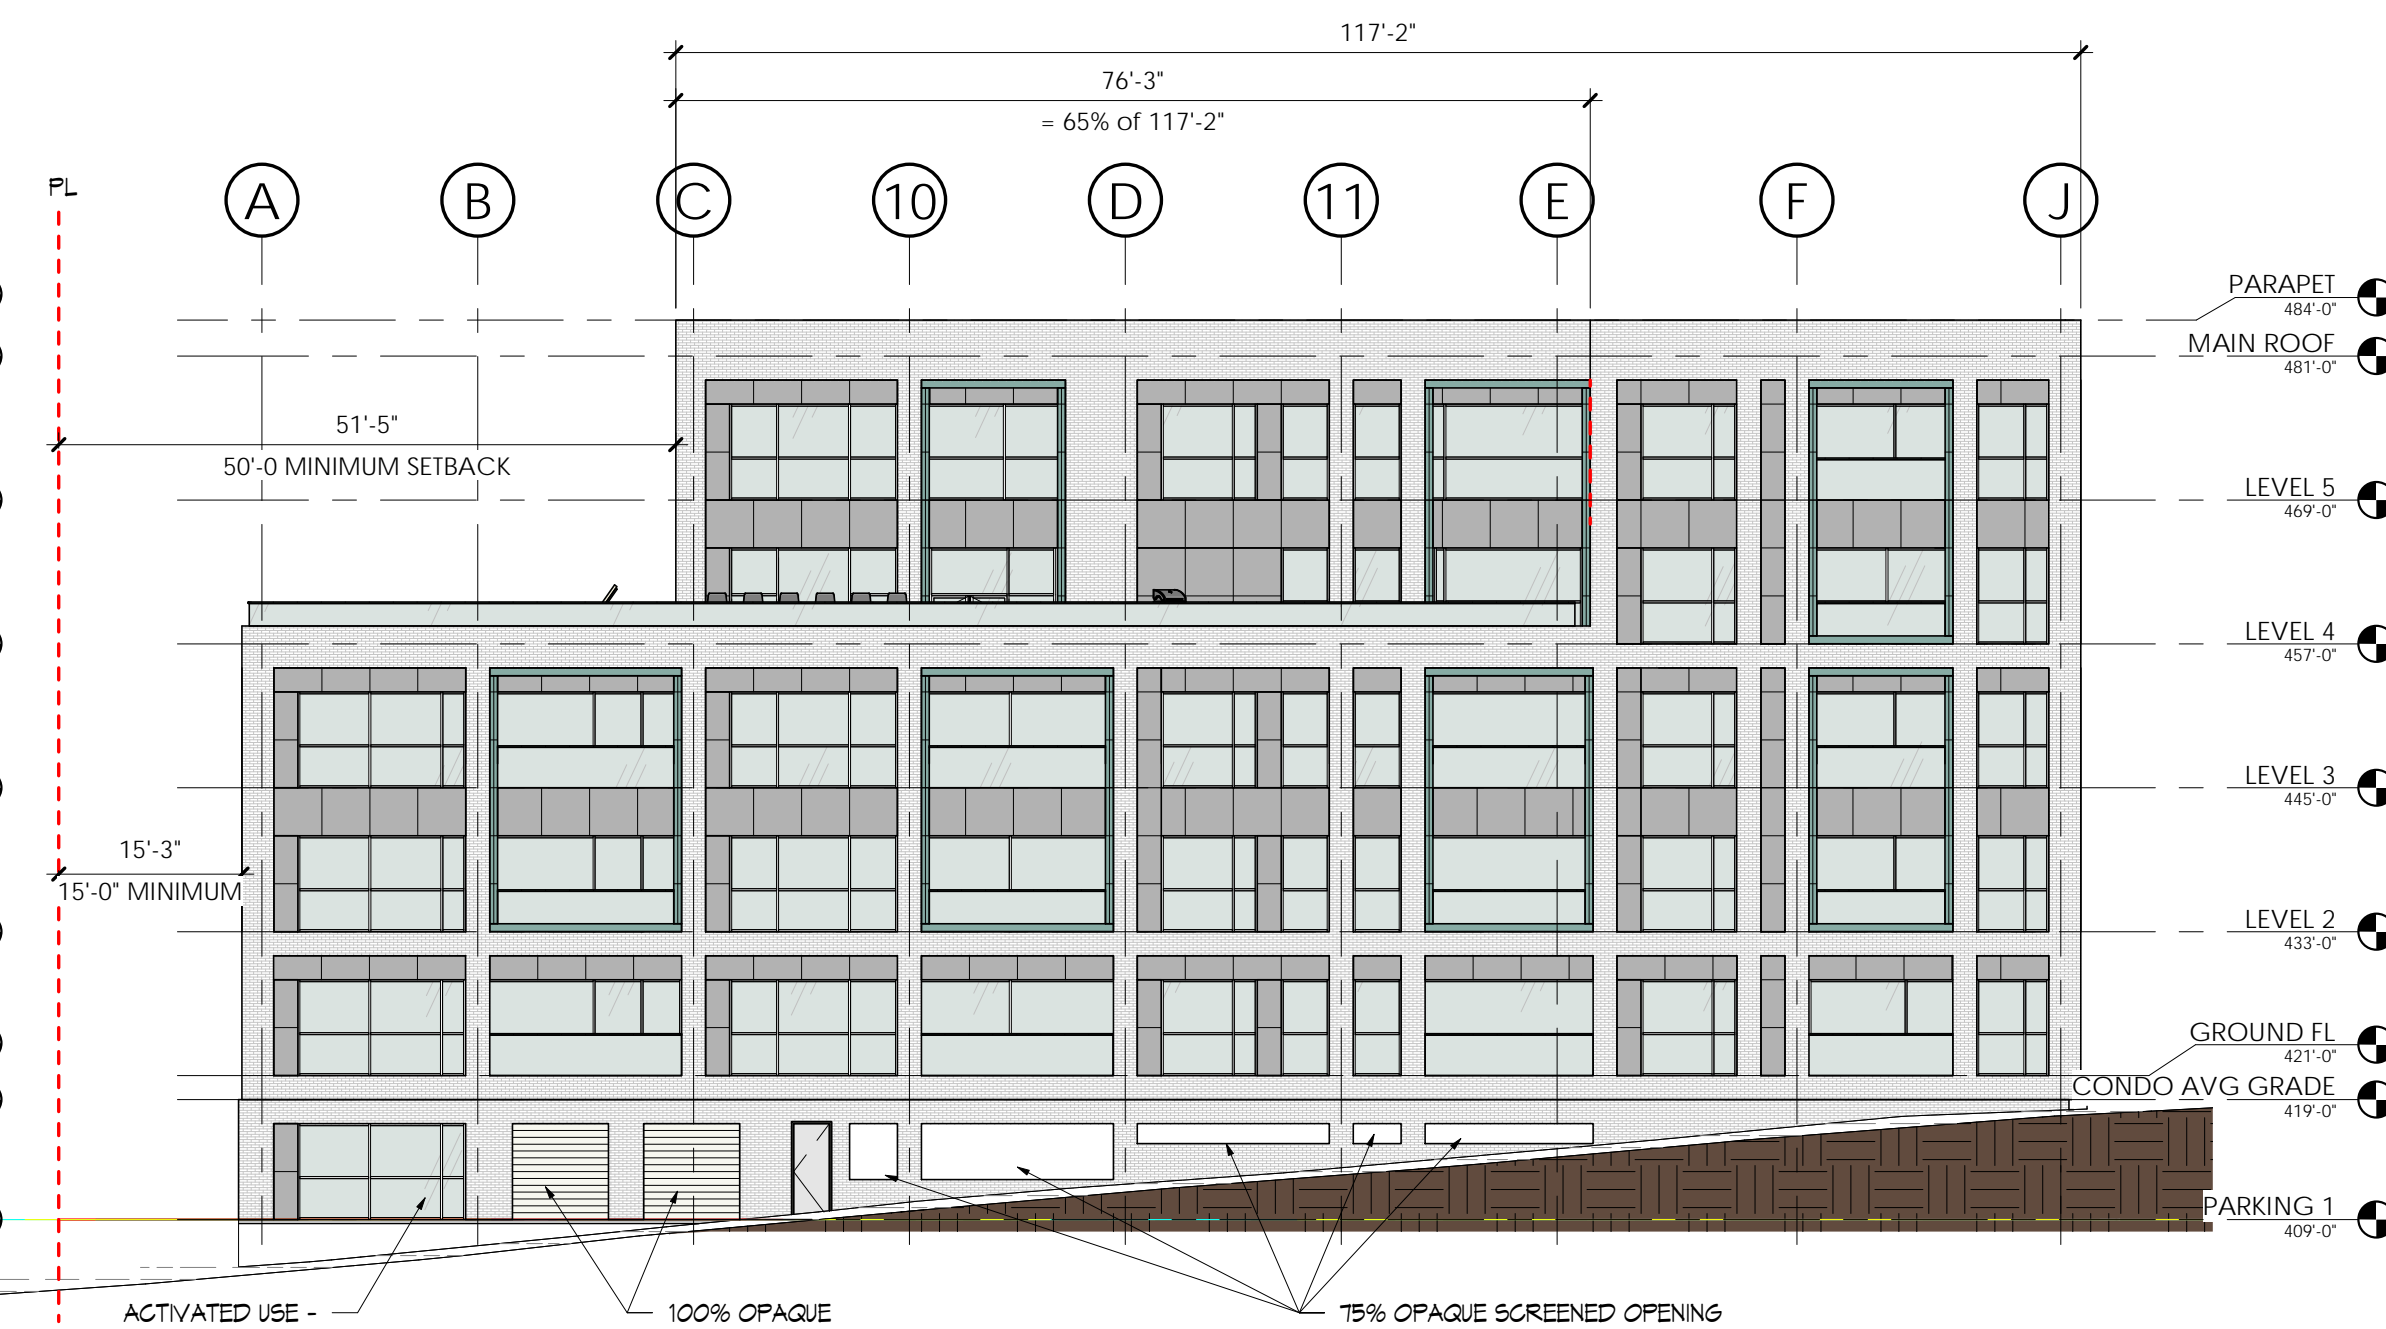 117'-2"
76'-3"
= 65% of 117'-2"
PL
A B C 10 D 11 E F J
PARAPET
484'-0"
MAIN ROOF
481'-0"
51'-5"
50'-0 MINIMUM SETBACK
LEVEL 5
469'-0"
LEVEL 4
457'-0"
LEVEL 3
445'-0"
15'-3"
15'-0" MINIMUM
LEVEL 2
433'-0"
GROUND FL
421'-0"
CONDO AVG GRADE
419'-0"
PARKING 1
409'-0"
ACTIVATED USE -
100% OPAQUE
75% OPAQUE SCREENED OPENING